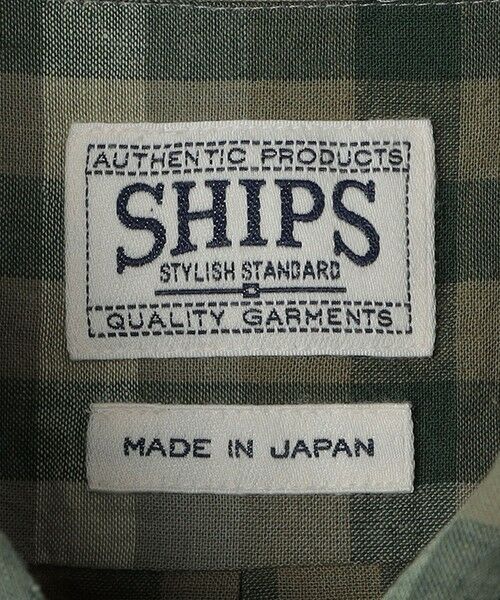 AUTHENTIC PRODUCTS
SHIPS
STYLISH STANDARD
QUALITY GARMENTS
MADE IN JAPAN